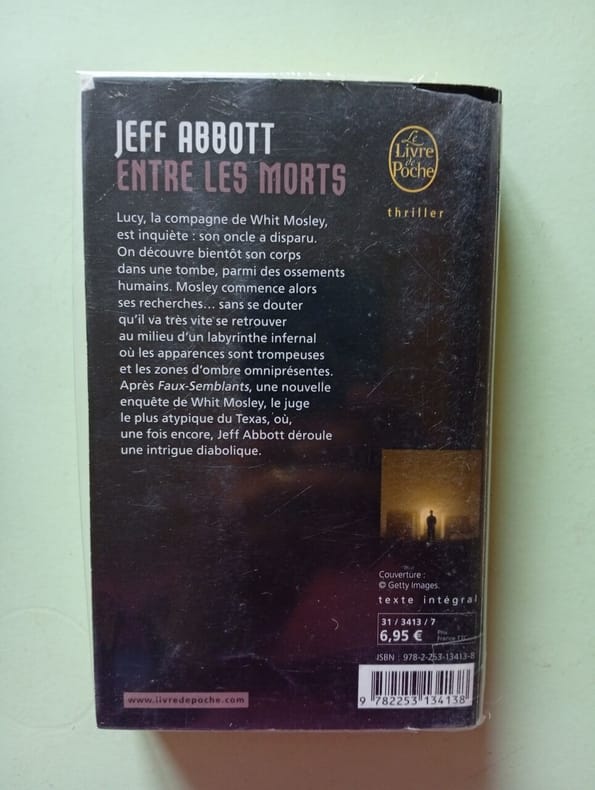 JEFF ABBOTT
ENTRE LES MORTS
Le
Livre
de
Poche
thriller
Lucy, la compagne de Whit Mosley,
est inquiète : son oncle a disparu.
On découvre bientôt son corps
dans une tombe, parmi des ossements
humains. Mosley commence alors
ses recherches... sans se douter
qu'il va très vite se retrouver
au milieu d'un labyrinthe infernal
où les apparences sont trompeuses
et les zones d'ombre omniprésentes.
Après Faux-Semblants, une nouvelle
enquête de Whit Mosley, le juge
le plus atypique du Texas, où,
une fois encore, Jeff Abbott déroule
une intrigue diabolique.
Couverture :
© Getty Images.
texte intégral
31 / 3413 / 7
6,95 € Prix
France TTC
ISBN : 978-2-253-13413-8
9 782253 134138
www.livredepoche.com